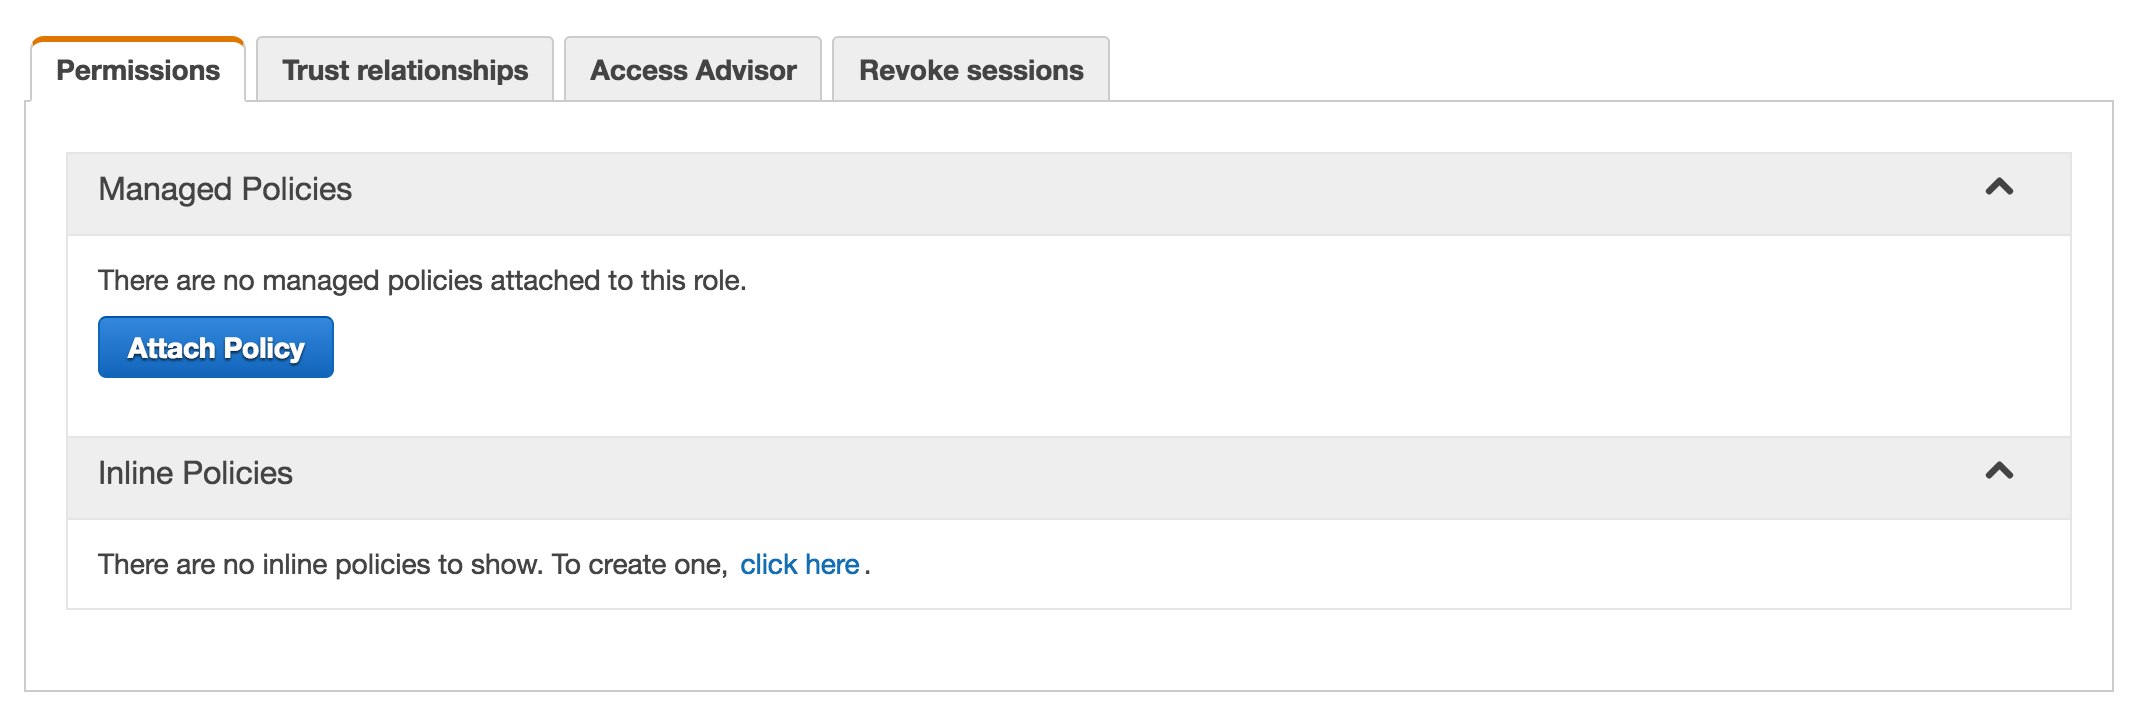 Permissions Trust relationships Access Advisor Revoke sessions
Managed Policies
There are no managed policies attached to this role.
Attach Policy
Inline Policies
There are no inline policies to show. To create one, click here.